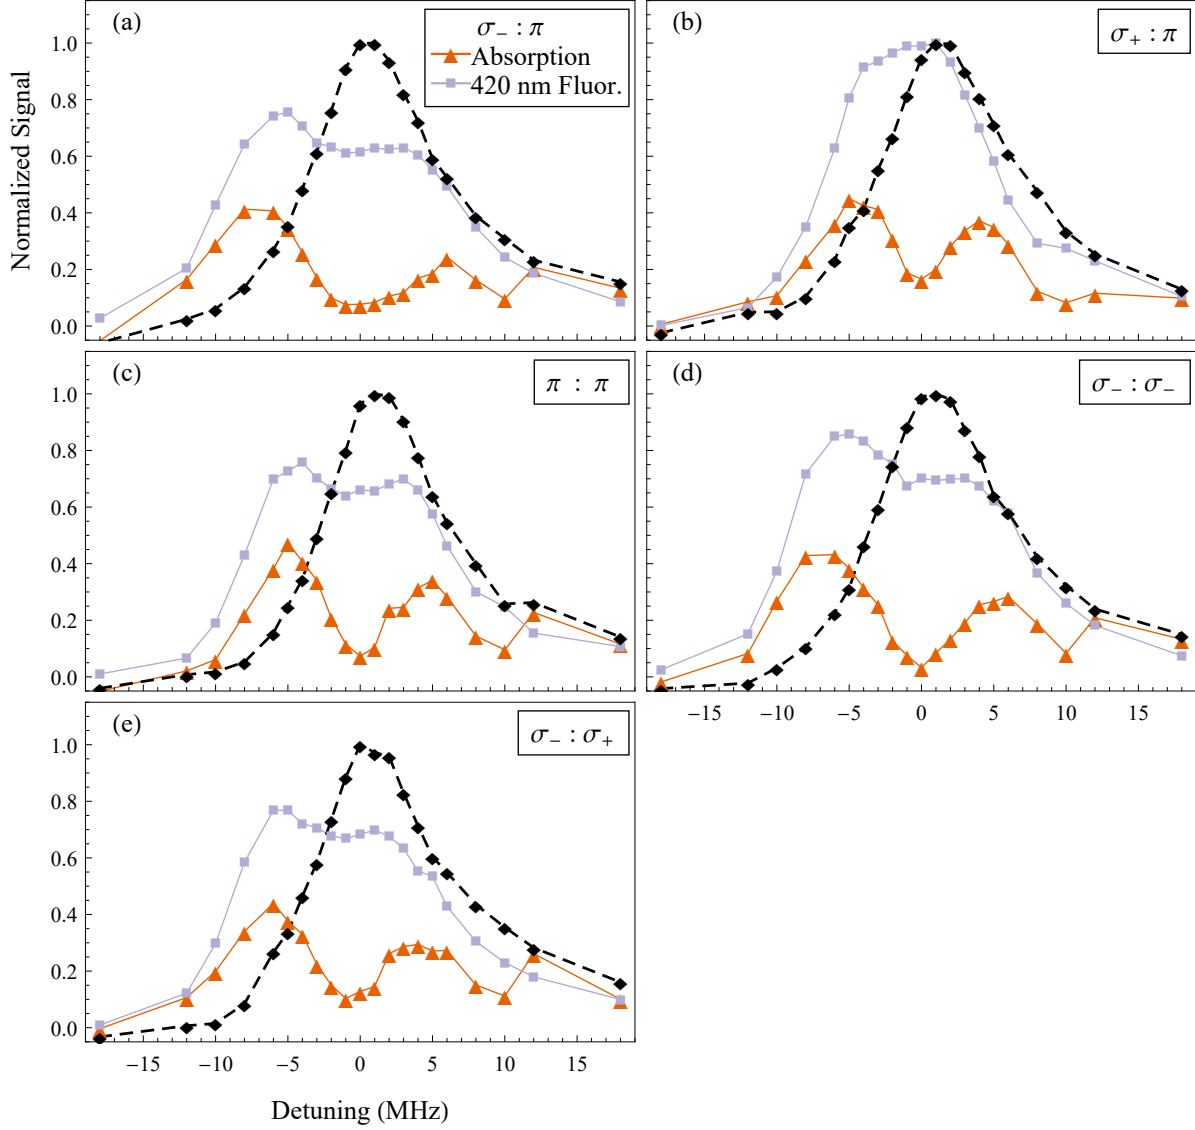 (a)
σ₋ : π
Absorption
420 nm Fluor.
(b)
σ₊ : π
1.0
0.8
0.6
0.4
0.2
0.0
Normalized Signal
(c)
π : π
(d)
σ₋ : σ₋
1.0
0.8
0.6
0.4
0.2
0.0
−15 −10 −5 0 5 10 15
(e)
σ₋ : σ₊
1.0
0.8
0.6
0.4
0.2
0.0
−15 −10 −5 0 5 10 15
Detuning (MHz)